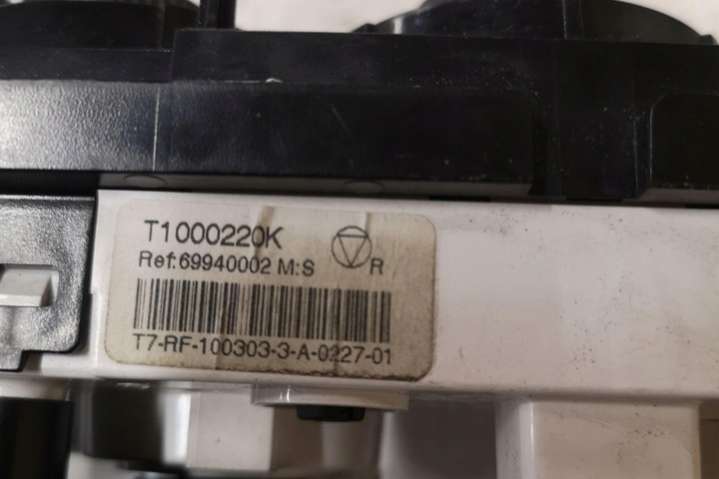 T1000220K
Ref:69940002 M:S
R
T7-RF-100303-3-A-0227-01